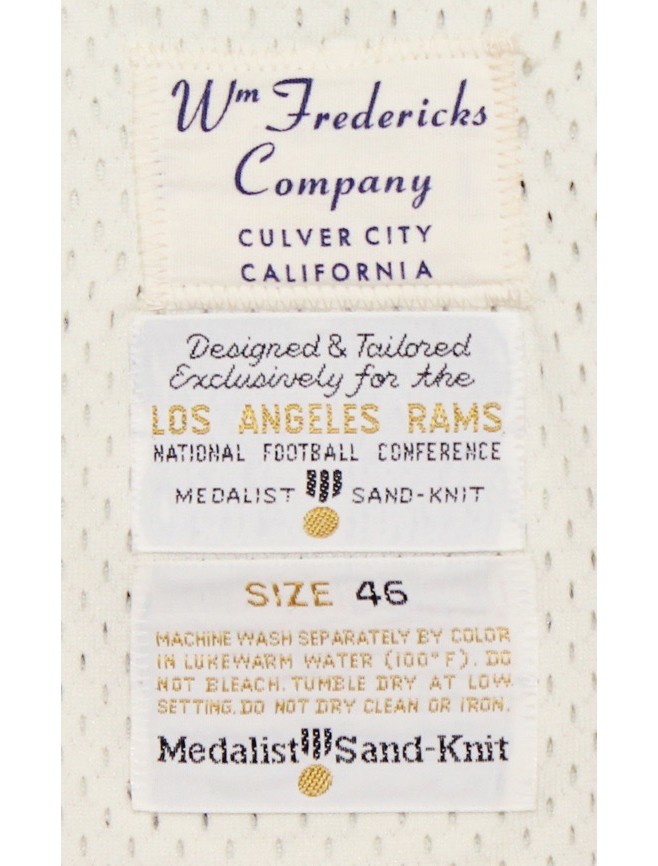 Wm Fredericks
Company
CULVER CITY
CALIFORNIA
Designed & Tailored
Exclusively for the
LOS ANGELES RAMS
NATIONAL FOOTBALL CONFERENCE
MEDALIST SAND-KNIT
SIZE 46
MACHINE WASH SEPARATELY BY COLOR
IN LUKEWARM WATER (100°F). DO
NOT BLEACH. TUMBLE DRY AT LOW
SETTING. DO NOT DRY CLEAN OR IRON.
Medalist Sand-Knit